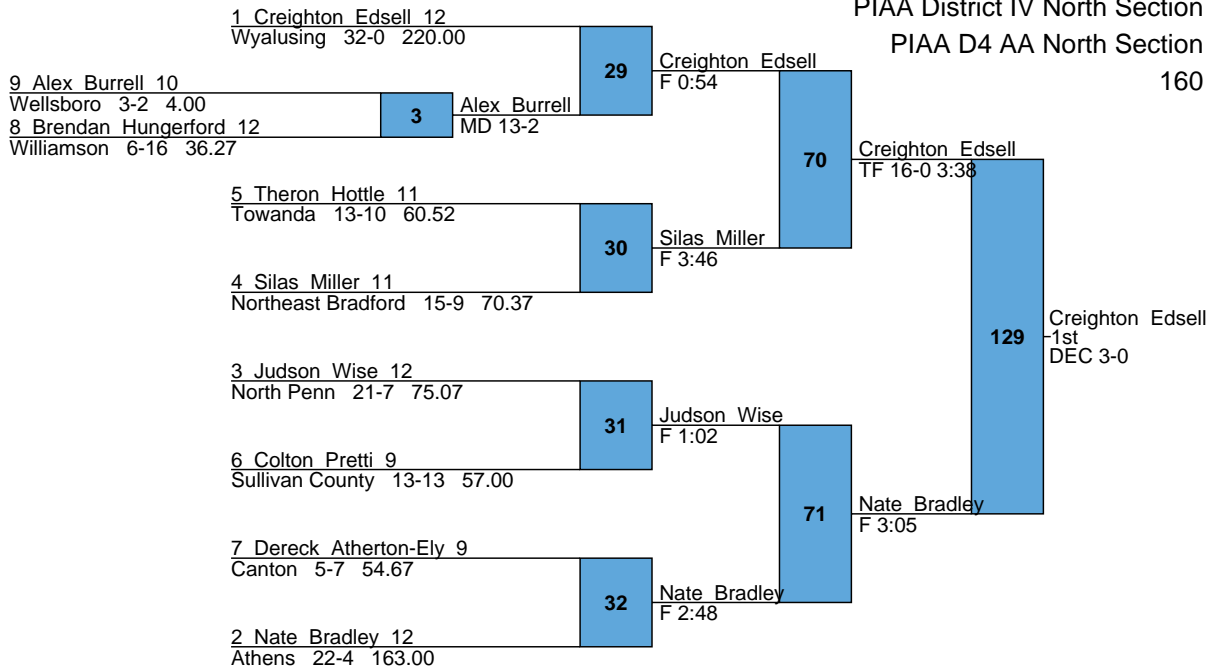 PIAA District IV North Section
PIAA D4 AA North Section
160
1 Creighton Edsell 12
Wyalusing 32-0 220.00
29
Creighton Edsell
F 0:54
9 Alex Burrell 10
Wellsboro 3-2 4.00
8 Brendan Hungerford 12
Williamson 6-16 36.27
3
Alex Burrell
MD 13-2
70
Creighton Edsell
TF 16-0 3:38
5 Theron Hottle 11
Towanda 13-10 60.52
30
Silas Miller
F 3:46
4 Silas Miller 11
Northeast Bradford 15-9 70.37
129
Creighton Edsell
1st
DEC 3-0
3 Judson Wise 12
North Penn 21-7 75.07
31
Judson Wise
F 1:02
6 Colton Pretti 9
Sullivan County 13-13 57.00
71
Nate Bradley
F 3:05
7 Dereck Atherton-Ely 9
Canton 5-7 54.67
32
Nate Bradley
F 2:48
2 Nate Bradley 12
Athens 22-4 163.00